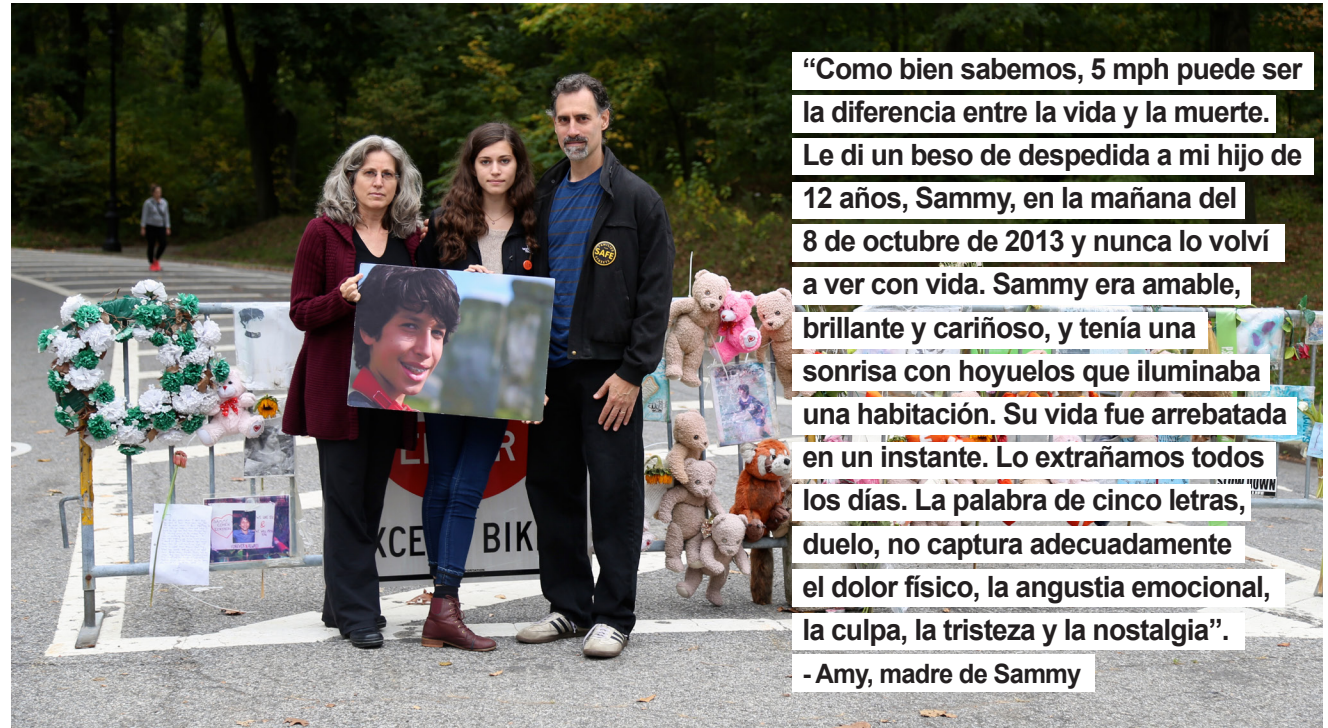 “Como bien sabemos, 5 mph puede ser
la diferencia entre la vida y la muerte.
Le di un beso de despedida a mi hijo de
12 años, Sammy, en la mañana del
8 de octubre de 2013 y nunca lo volví
a ver con vida. Sammy era amable,
brillante y cariñoso, y tenía una
sonrisa con hoyuelos que iluminaba
una habitación. Su vida fue arrebatada
en un instante. Lo extrañamos todos
los días. La palabra de cinco letras,
duelo, no captura adecuadamente
el dolor físico, la angustia emocional,
la culpa, la tristeza y la nostalgia”.
- Amy, madre de Sammy
SAFE
BIK
SLOW DOWN